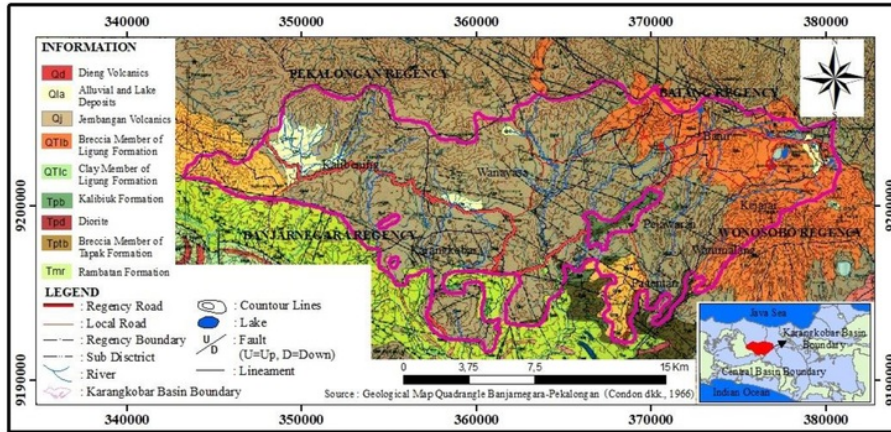 340000 350000 360000 370000 380000
INFORMATION
Qd Dieng Volcanics
Qla Alluvial and Lake
Deposits
Qj Jembangan Volcanics
QTlb Breccia Member of
Ligung Formation
QTlc Clay Member of
Ligung Formation
Tpb Kalibiuk Formation
Tpd Diorite
Tptb Breccia Member of
Tapak Formation
Tmr Rambatan Formation
LEGEND
: Regency Road
: Local Road
: Regency Boundary
: Sub Disctrict
: River
: Karangkobar Basin Boundary
: Countour Lines
: Lake
U
D
: Fault
(U=Up, D=Down)
: Lineament
PEKALONGAN REGENCY
BATANG REGENCY
Batur
Kalibening
Wanayasa
Kejajar
BANJARNEGARA REGENCY
Karangkobar
Pejawaran
WONOSOBO REGENCY
Watumalang
Pagentan
9200000
9200000
9190000
9190000
0 3,75 7,5 15 Km
Source : Geological Map Quadrangle Banjarnegara-Pekalongan (Condon dkk., 1966)
Java Sea
Karangkobar Basin
Boundary
Central Basin Boundary
Indian Ocean
340000 350000 360000 370000 380000